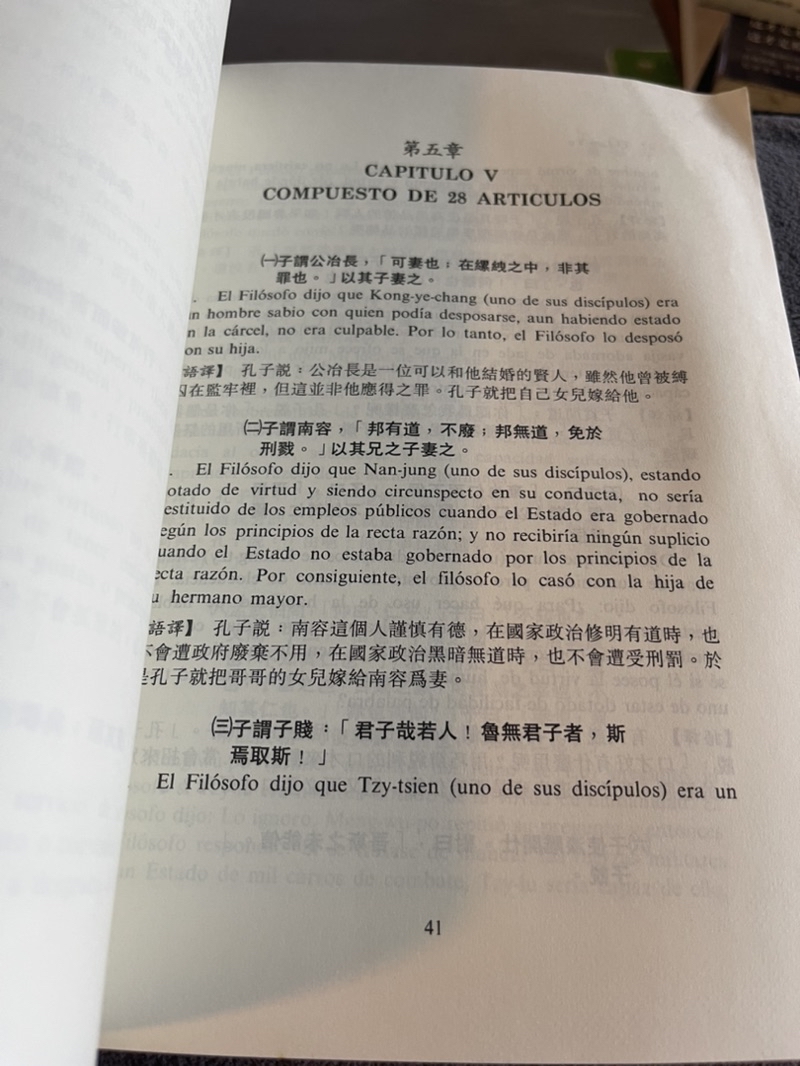 第五章
CAPITULO V
COMPUESTO DE 28 ARTICULOS
㈠子謂公冶長，「可妻也；在縲絏之中，非其
罪也。」以其子妻之。
. El Filósofo dijo que Kong-ye-chang (uno de sus discípulos) era
n hombre sabio con quien podía desposarse, aun habiendo estado
n la cárcel, no era culpable. Por lo tanto, el Filósofo lo desposó
on su hija.
語譯】 孔子説：公冶長是一位可以和他結婚的賢人，雖然他曾被縛
囚在監牢裡，但這並非他應得之罪。孔子就把自己女兒嫁給他。
㈡子謂南容，「邦有道，不廢；邦無道，免於
刑戮。」以其兄之子妻之。
. El Filósofo dijo que Nan-jung (uno de sus discípulos), estando
otado de virtud y siendo circunspecto en su conducta, no sería
estituido de los empleos públicos cuando el Estado era gobernado
egún los principios de la recta razón; y no recibiría ningún suplicio
uando el Estado no estaba gobernado por los principios de la
ecta razón. Por consiguiente, el filósofo lo casó con la hija de
u hermano mayor.
語譯】 孔子説：南容這個人謹慎有德，在國家政治修明有道時，也
不會遭政府廢棄不用，在國家政治黑暗無道時，也不會遭受刑罰。於
是孔子就把哥哥的女兒嫁給南容爲妻。
㈢子謂子賤：「君子哉若人！魯無君子者，斯
焉取斯！」
El Filósofo dijo que Tzy-tsien (uno de sus discípulos) era un
41